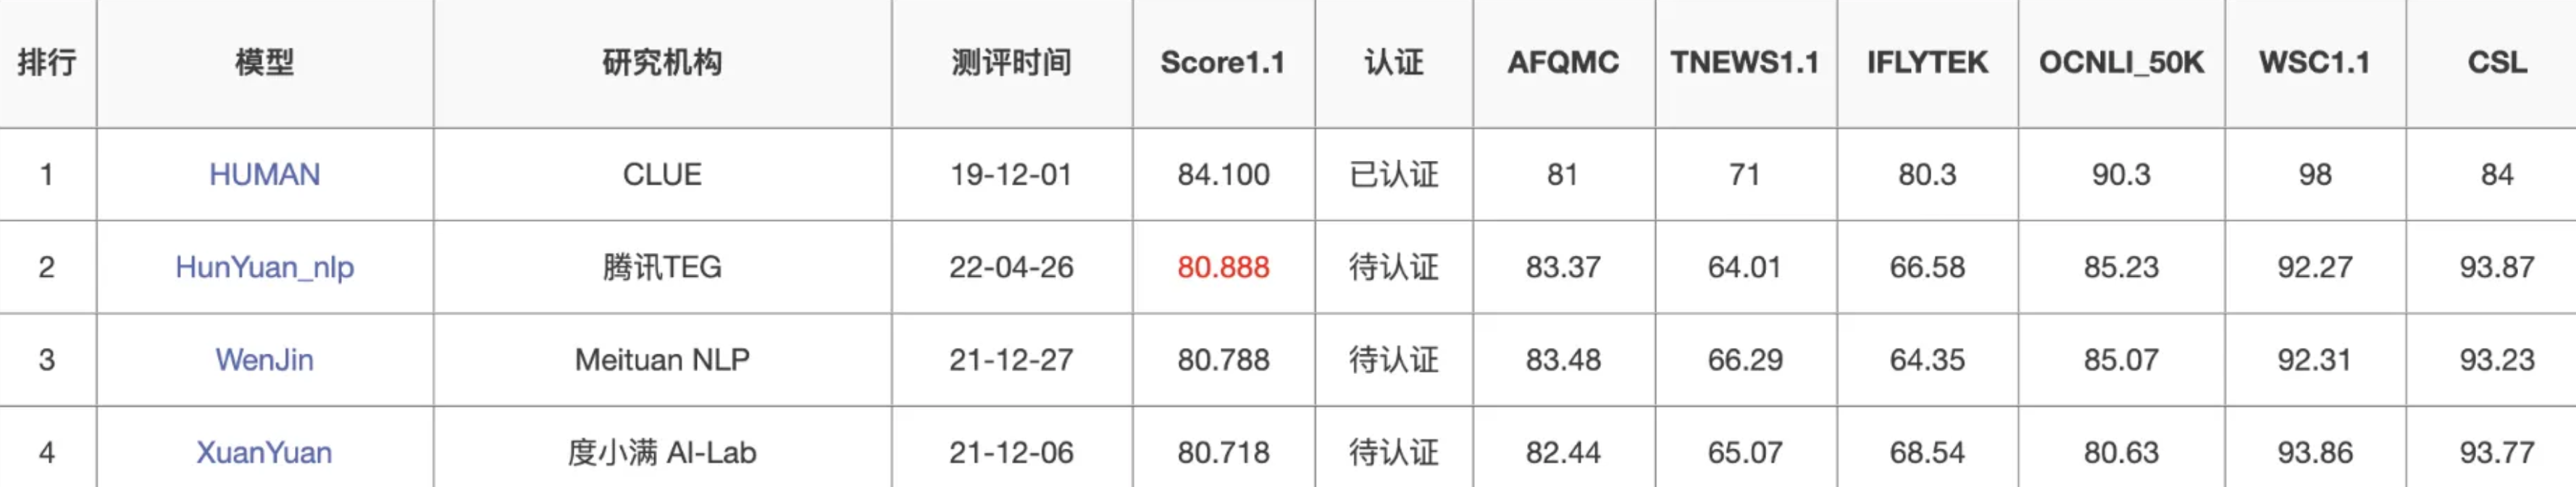 排行 模型 研究机构 测评时间 Score1.1 认证 AFQMC TNEWS1.1 IFLYTEK OCNLI_50K WSC1.1 CSL
1 HUMAN CLUE 19-12-01 84.100 已认证 81 71 80.3 90.3 98 84
2 HunYuan_nlp 腾讯TEG 22-04-26 80.888 待认证 83.37 64.01 66.58 85.23 92.27 93.87
3 WenJin Meituan NLP 21-12-27 80.788 待认证 83.48 66.29 64.35 85.07 92.31 93.23
4 XuanYuan 度小满 AI-Lab 21-12-06 80.718 待认证 82.44 65.07 68.54 80.63 93.86 93.77